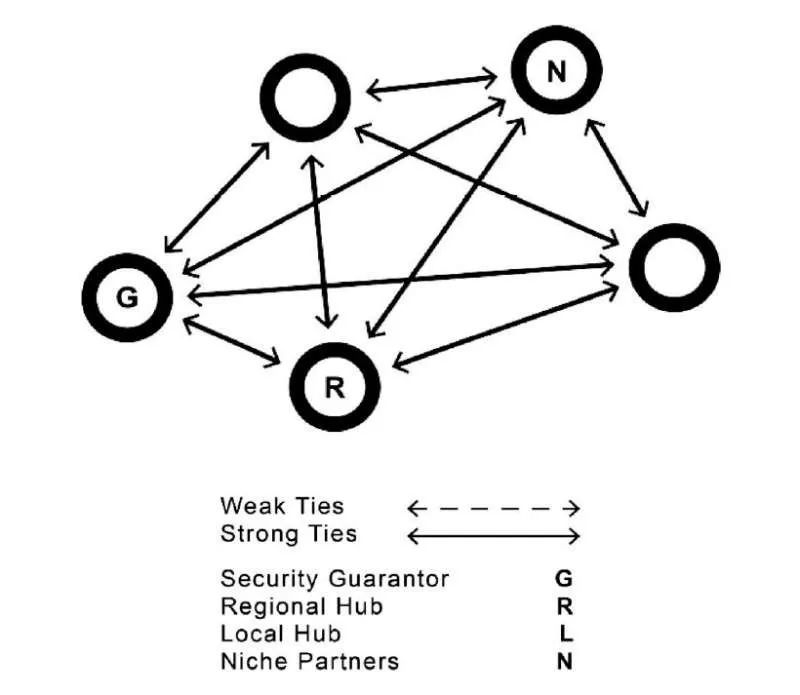 N
G
R
Weak Ties
Strong Ties
Security Guarantor G
Regional Hub R
Local Hub L
Niche Partners N